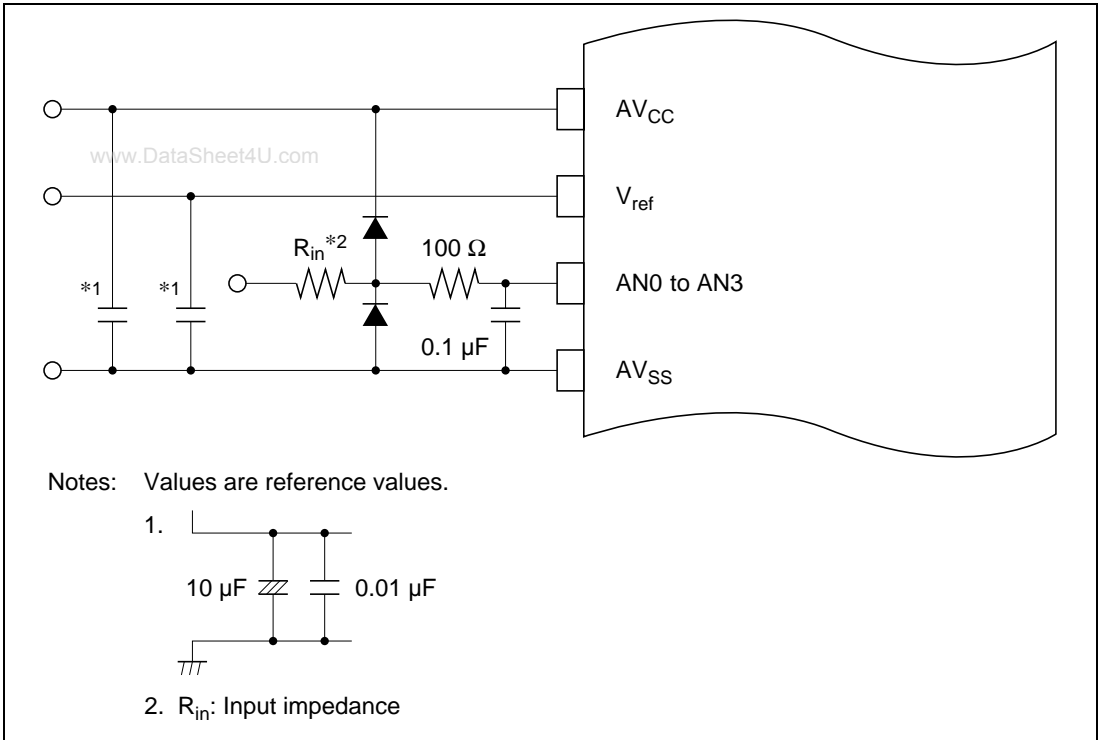 AVCC
www.DataSheet4U.com
Vref
Rin*2
100 Ω
*1
*1
AN0 to AN3
0.1 µF
AVSS
Notes: Values are reference values.
1.
10 µF
0.01 µF
2. Rin: Input impedance